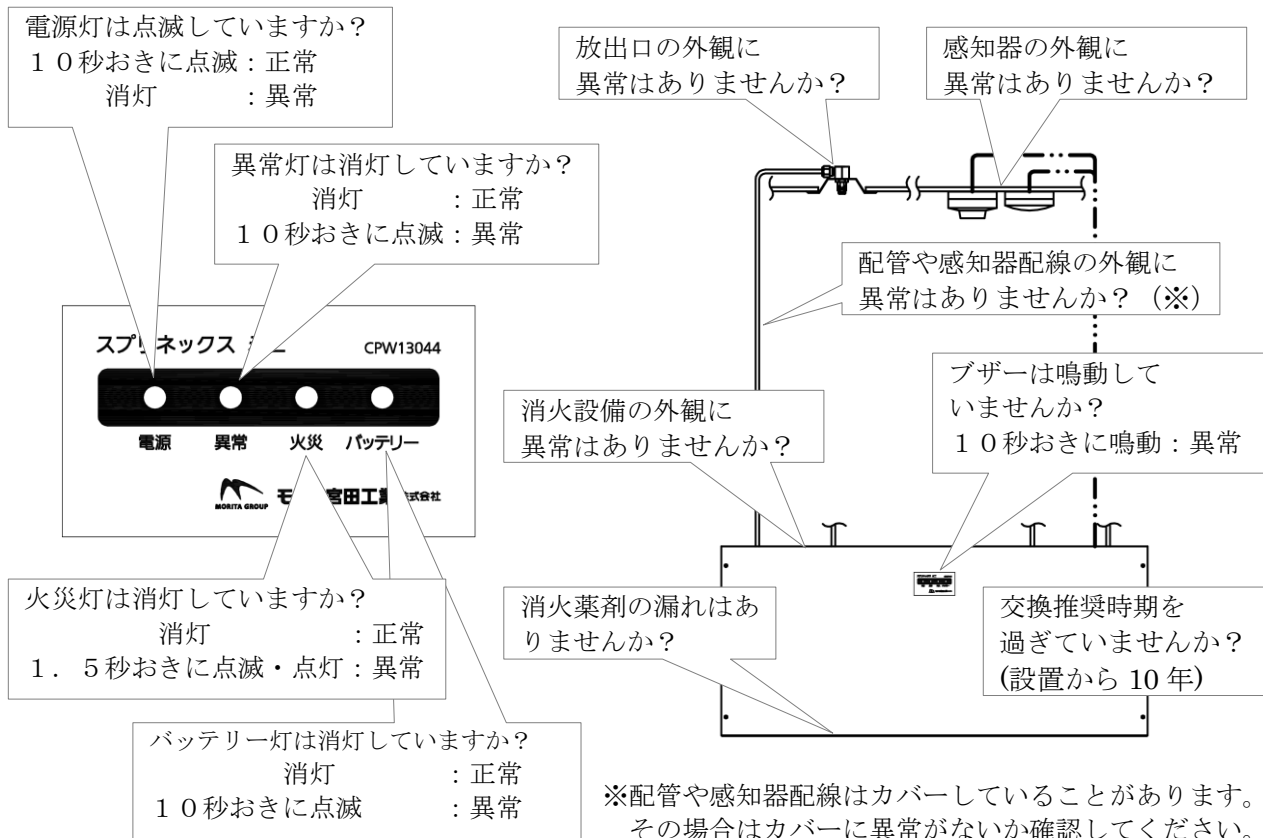 電源灯は点滅していますか？
１０秒おきに点滅：正常
消灯　：異常
異常灯は消灯していますか？
消灯　：正常
１０秒おきに点滅：異常
スプ ネックス
CPW13044
電源 異常 火災 バッテリー
MORITA GROUP
宮田工 株式会社
火災灯は消灯していますか？
消灯　：正常
１．５秒おきに点滅・点灯：異常
バッテリー灯は消灯していますか？
消灯　：正常
１０秒おきに点滅　：異常
放出口の外観に
異常はありませんか？
感知器の外観に
異常はありませんか？
配管や感知器配線の外観に
異常はありませんか？（※）
消火設備の外観に
異常はありませんか？
ブザーは鳴動して
いませんか？
１０秒おきに鳴動：異常
消火薬剤の漏れはあ
りませんか？
交換推奨時期を
過ぎていませんか？
(設置から 10 年)
※配管や感知器配線はカバーしていることがあります。
その場合はカバーに異常がないか確認してください。